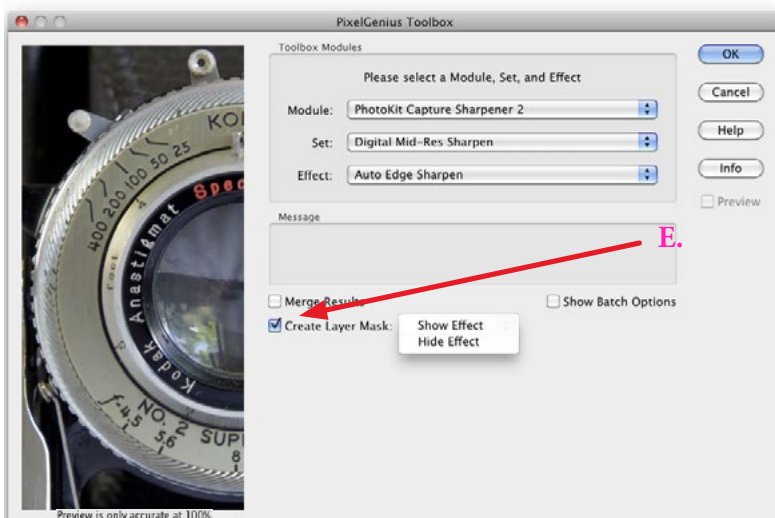 PixelGenius Toolbox
Toolbox Modules
Please select a Module, Set, and Effect
Module: PhotoKit Capture Sharpener 2
Set: Digital Mid-Res Sharpen
Effect: Auto Edge Sharpen
OK
Cancel
Help
Info
Preview
Message
E.
Merge Results
Show Batch Options
Create Layer Mask: Show Effect
Hide Effect
KO
400 200 100 50 25
Spec
Anastigmat
Kodak
f-4.5 5.6 8
NO. 2 SUP
Preview is only accurate at 100%.